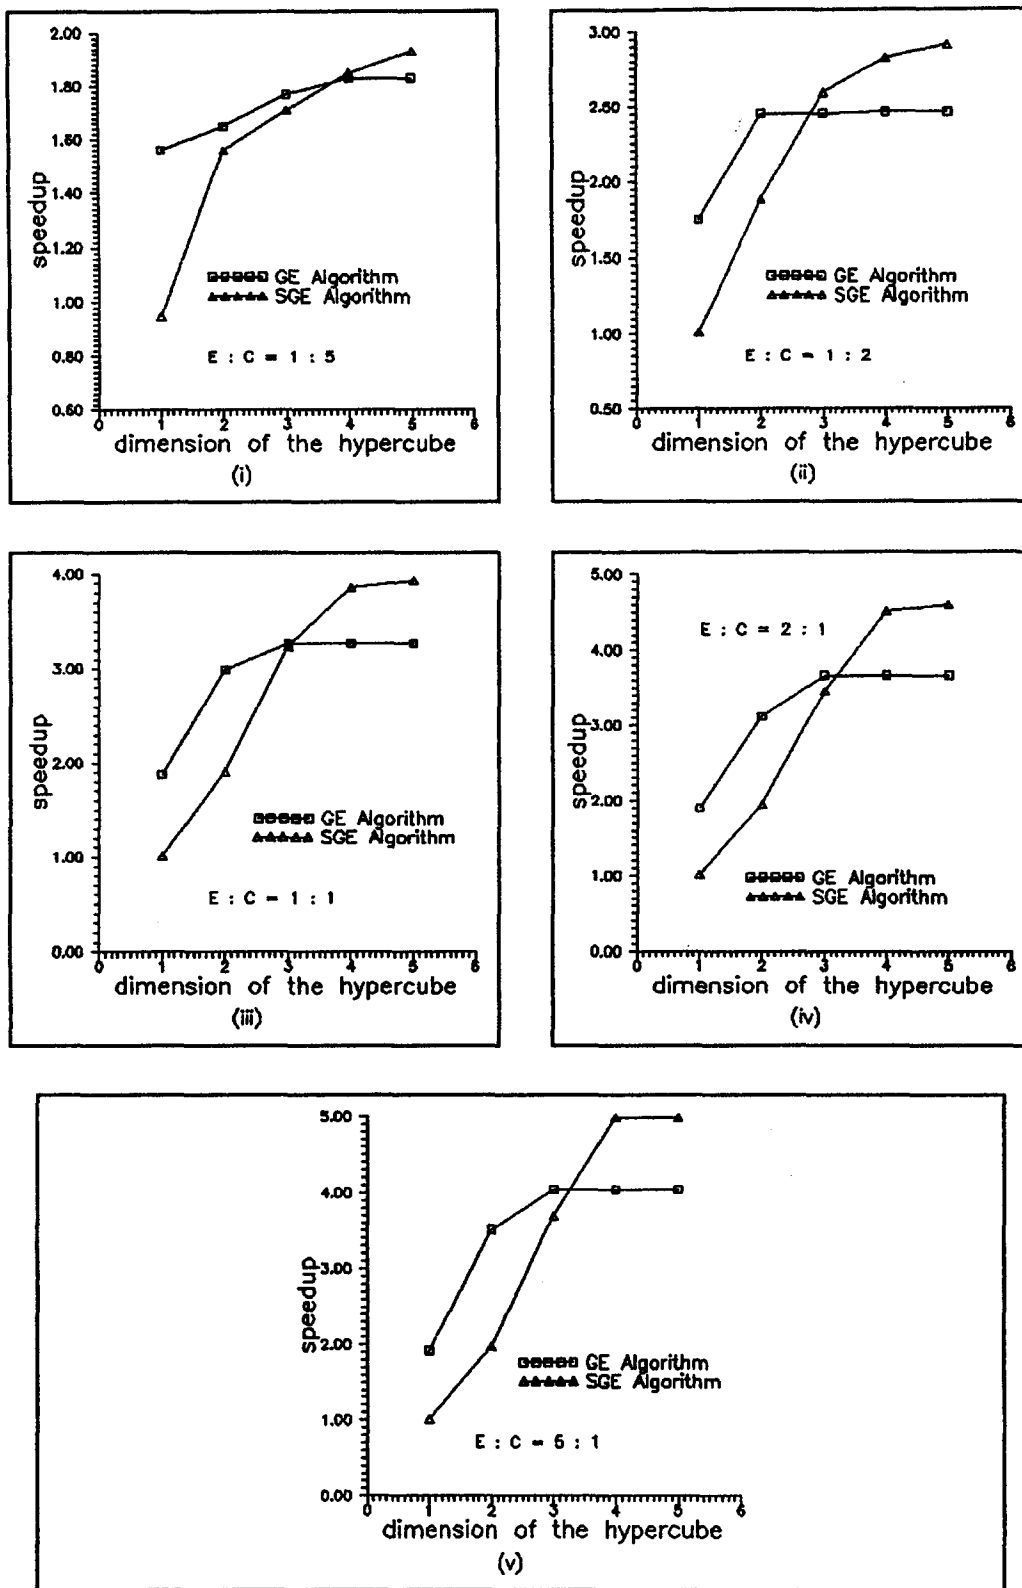 2.00
1.80
1.60
1.40
1.20
1.00
0.80
0.60
speedup
GE Algorithm
SGE Algorithm
E : C = 1 : 5
0 1 2 3 4 5 6
dimension of the hypercube
(i)
3.00
2.50
2.00
1.50
1.00
0.50
speedup
GE Algorithm
SGE Algorithm
E : C = 1 : 2
0 1 2 3 4 5 6
dimension of the hypercube
(ii)
4.00
3.00
2.00
1.00
0.00
speedup
GE Algorithm
SGE Algorithm
E : C = 1 : 1
0 1 2 3 4 5 6
dimension of the hypercube
(iii)
5.00
4.00
3.00
2.00
1.00
0.00
speedup
E : C = 2 : 1
GE Algorithm
SGE Algorithm
0 1 2 3 4 5 6
dimension of the hypercube
(iv)
5.00
4.00
3.00
2.00
1.00
0.00
speedup
GE Algorithm
SGE Algorithm
E : C = 5 : 1
0 1 2 3 4 5 6
dimension of the hypercube
(v)